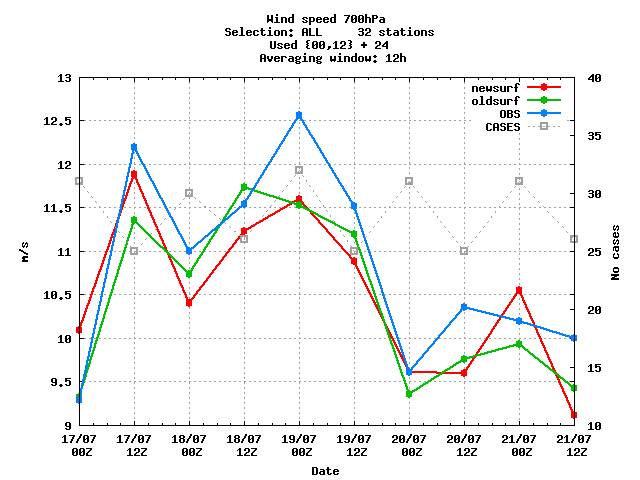 Wind speed 700hPa
Selection: ALL     32 stations
Used {00,12} + 24
Averaging window: 12h
newsurf
oldsurf
OBS
CASES
13
12.5
12
11.5
11
10.5
10
9.5
9
m/s
40
35
30
25
20
15
10
No cases
17/07 17/07 18/07 18/07 19/07 19/07 20/07 20/07 21/07 21/07
00Z 12Z 00Z 12Z 00Z 12Z 00Z 12Z 00Z 12Z
Date